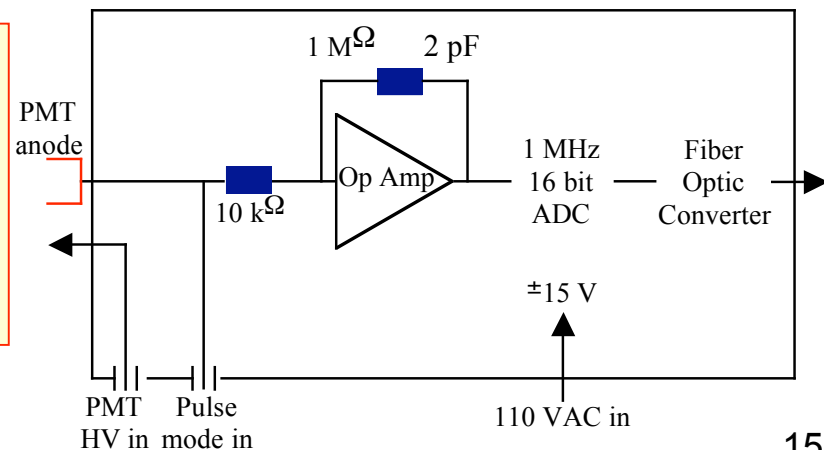 1 MΩ 2 pF
PMT
anode
10 kΩ
Op Amp
1 MHz
16 bit
ADC
Fiber
Optic
Converter
±15 V
PMT
HV in
Pulse
mode in
110 VAC in
15